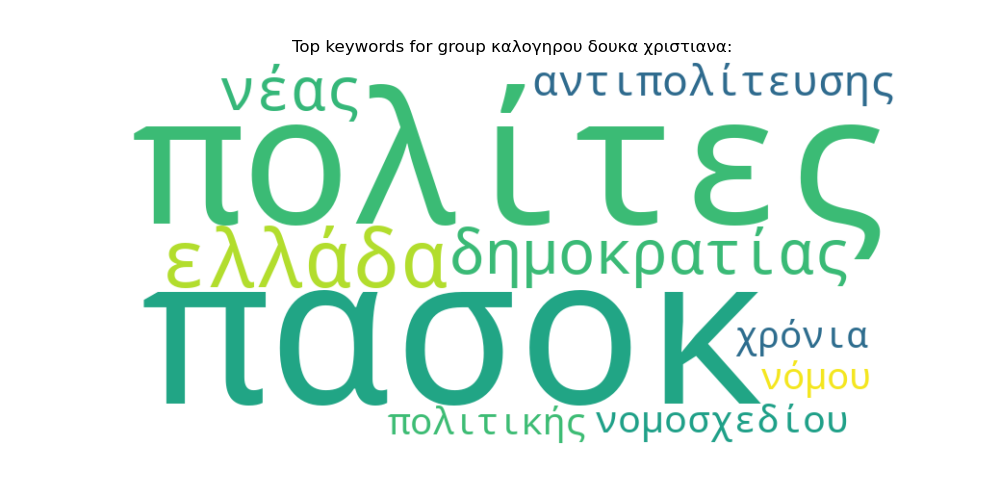 Top keywords for group καλογηρου δουκα χριστιανα:
νέας αντιπολίτευσης
πολίτες
ελλάδα δημοκρατίας
πασοκ
χρόνια
νόμου
πολιτικής νομοσχεδίου